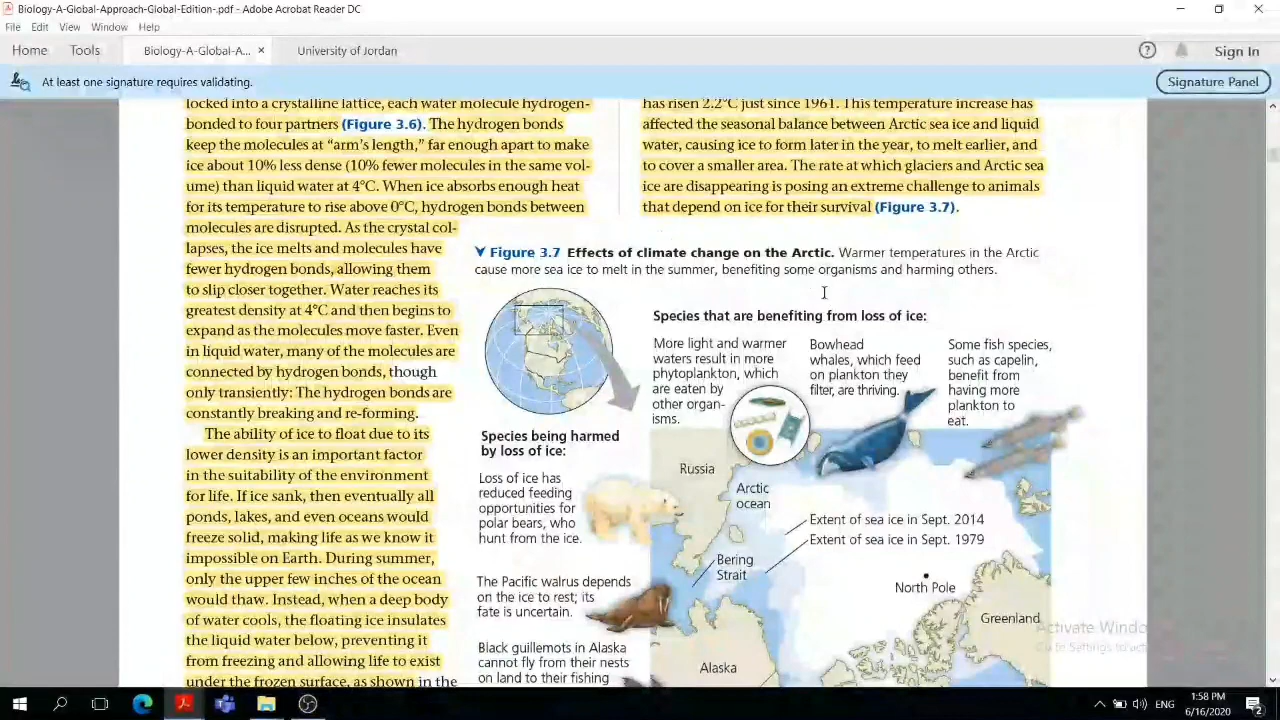 Biology-A-Global-Approach-Global-Edition-.pdf - Adobe Acrobat Reader DC
File Edit View Window Help
Home Tools Biology-A-Global-A... × University of Jordan Sign In
At least one signature requires validating. Signature Panel
locked into a crystalline lattice, each water molecule hydrogen-
bonded to four partners (Figure 3.6). The hydrogen bonds
keep the molecules at “arm’s length,” far enough apart to make
ice about 10% less dense (10% fewer molecules in the same vol-
ume) than liquid water at 4°C. When ice absorbs enough heat
for its temperature to rise above 0°C, hydrogen bonds between
molecules are disrupted. As the crystal col-
lapses, the ice melts and molecules have
fewer hydrogen bonds, allowing them
to slip closer together. Water reaches its
greatest density at 4°C and then begins to
expand as the molecules move faster. Even
in liquid water, many of the molecules are
connected by hydrogen bonds, though
only transiently: The hydrogen bonds are
constantly breaking and re-forming.
The ability of ice to float due to its
lower density is an important factor
in the suitability of the environment
for life. If ice sank, then eventually all
ponds, lakes, and even oceans would
freeze solid, making life as we know it
impossible on Earth. During summer,
only the upper few inches of the ocean
would thaw. Instead, when a deep body
of water cools, the floating ice insulates
the liquid water below, preventing it
from freezing and allowing life to exist
under the frozen surface, as shown in the
has risen 2.2°C just since 1961. This temperature increase has
affected the seasonal balance between Arctic sea ice and liquid
water, causing ice to form later in the year, to melt earlier, and
to cover a smaller area. The rate at which glaciers and Arctic sea
ice are disappearing is posing an extreme challenge to animals
that depend on ice for their survival (Figure 3.7).
Figure 3.7 Effects of climate change on the Arctic. Warmer temperatures in the Arctic
cause more sea ice to melt in the summer, benefiting some organisms and harming others.
Species that are benefiting from loss of ice:
More light and warmer
waters result in more
phytoplankton, which
are eaten by
other organ-
isms.
Bowhead
whales, which feed
on plankton they
filter, are thriving.
Some fish species,
such as capelin,
benefit from
having more
plankton to
eat.
Species being harmed
by loss of ice:
Loss of ice has
reduced feeding
opportunities for
polar bears, who
hunt from the ice.
The Pacific walrus depends
on the ice to rest; its
fate is uncertain.
Black guillemots in Alaska
cannot fly from their nests
on land to their fishing
Russia
Arctic
ocean
Extent of sea ice in Sept. 2014
Extent of sea ice in Sept. 1979
Bering
Strait
North Pole
Greenland
Alaska
Activate Windo
Go to Settings to acti
ENG
1:58 PM
6/16/2020
2